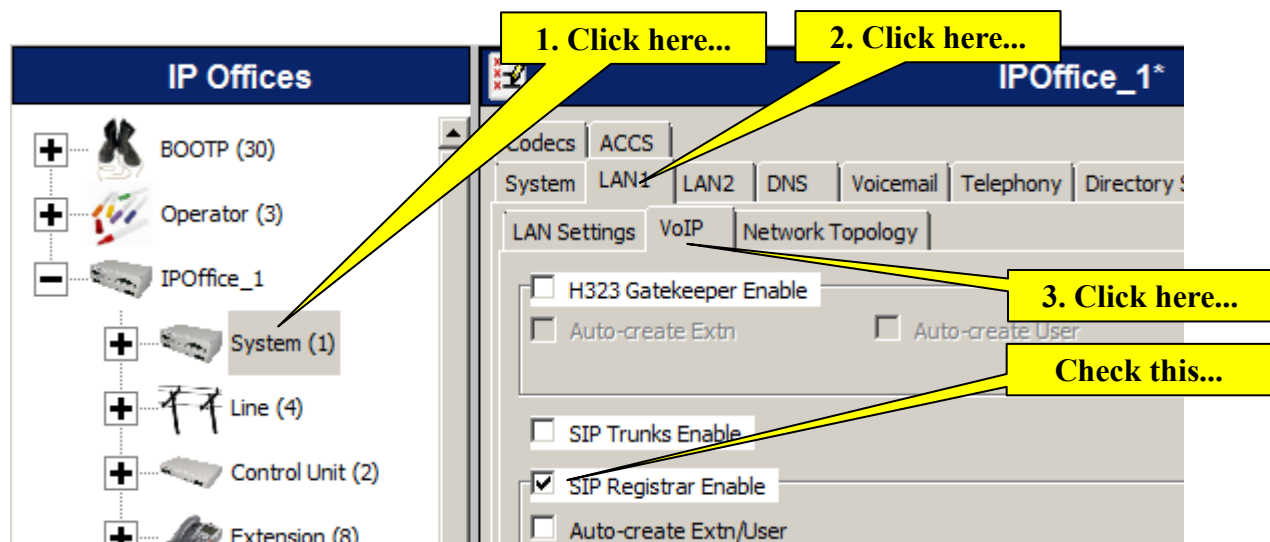 1. Click here...
2. Click here...
IP Offices
IPOffice_1*
BOOTP (30)
Operator (3)
IPOffice_1
System (1)
Line (4)
Control Unit (2)
Extension (8)
Codecs ACCS
System LAN1 LAN2 DNS Voicemail Telephony Directory S
LAN Settings VoIP Network Topology
H323 Gatekeeper Enable
3. Click here...
Auto-create Extn Auto-create User
Check this...
SIP Trunks Enable
SIP Registrar Enable
Auto-create Extn/User